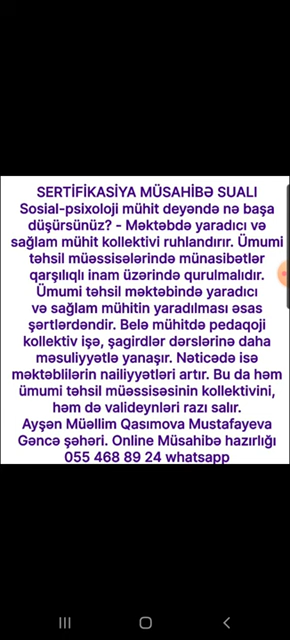 SERTİFİKASİYA MÜSAHİBƏ SUALI
Sosial-psixoloji mühit deyəndə nə başa
düşürsünüz? - Məktəbdə yaradıcı və
sağlam mühit kollektivi ruhlandırır. Ümumi
təhsil müəssisələrində münasibətlər
qarşılıqlı inam üzərində qurulmalıdır.
Ümumi təhsil məktəbində yaradıcı
və sağlam mühitin yaradılması əsas
şərtlərdəndir. Belə mühitdə pedaqoji
kollektiv işə, şagirdlər dərslərinə daha
məsuliyyətlə yanaşır. Nəticədə isə
məktəblilərin nailiyyətləri artır. Bu da həm
ümumi təhsil müəssisəsinin kollektivini,
həm də valideynləri razı salır.
Ayşən Müəllim Qasımova Mustafayeva
Gəncə şəhəri. Online Müsahibə hazırlığı
055 468 89 24 whatsapp